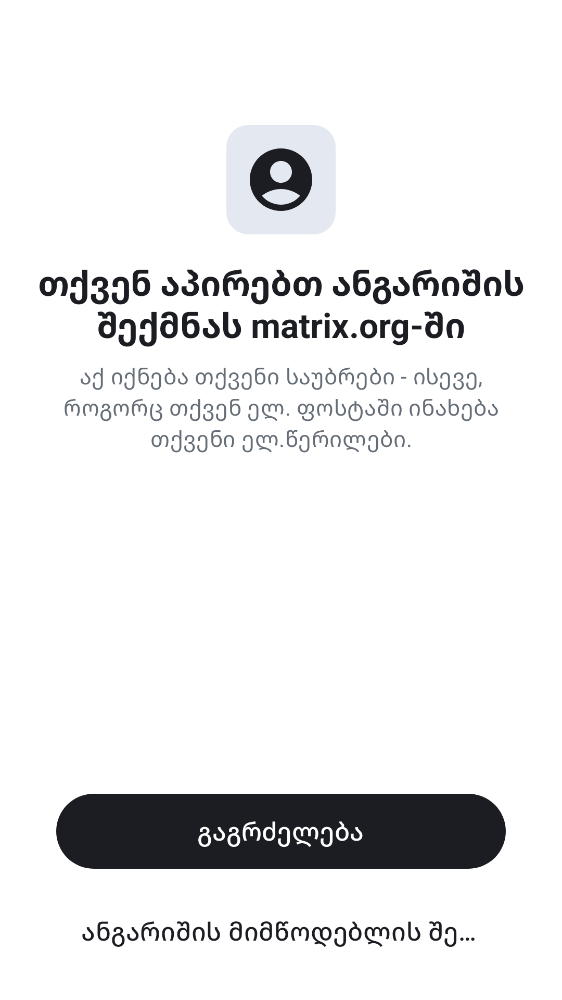 თქვენ აპირებთ ანგარიშის
შექმნას matrix.org-ში
აქ იქნება თქვენი საუბრები - ისევე,
როგორც თქვენ ელ. ფოსტაში ინახება
თქვენი ელ.წერილები.
გაგრძელება
ანგარიშის მიმწოდებლის შე...